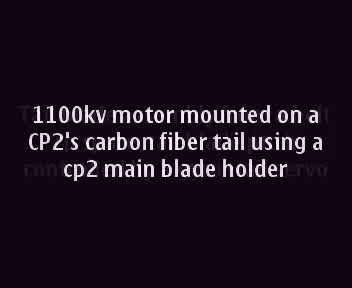 1100kv motor mounted on a
CP2's carbon fiber tail using a
cp2 main blade holder